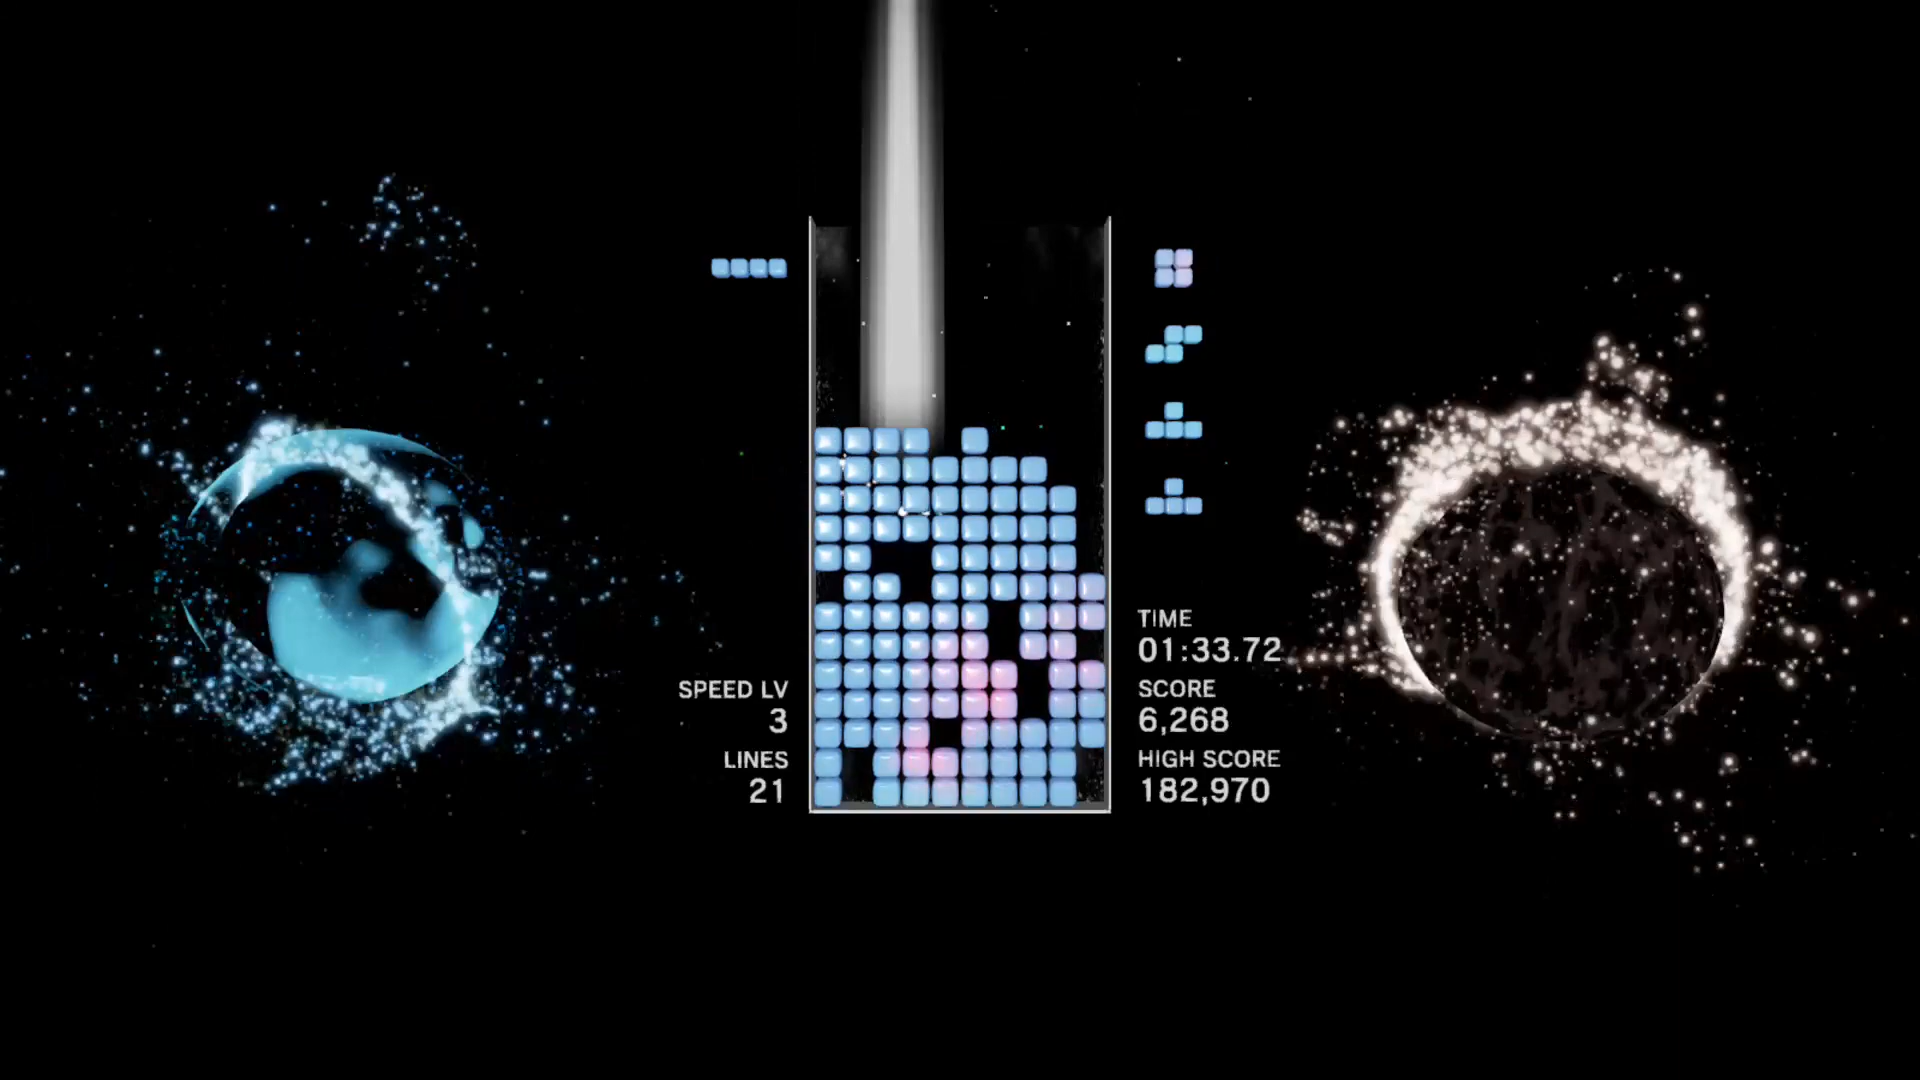 SPEED LV
3
LINES
21
TIME
01:33.72
SCORE
6,268
HIGH SCORE
182,970